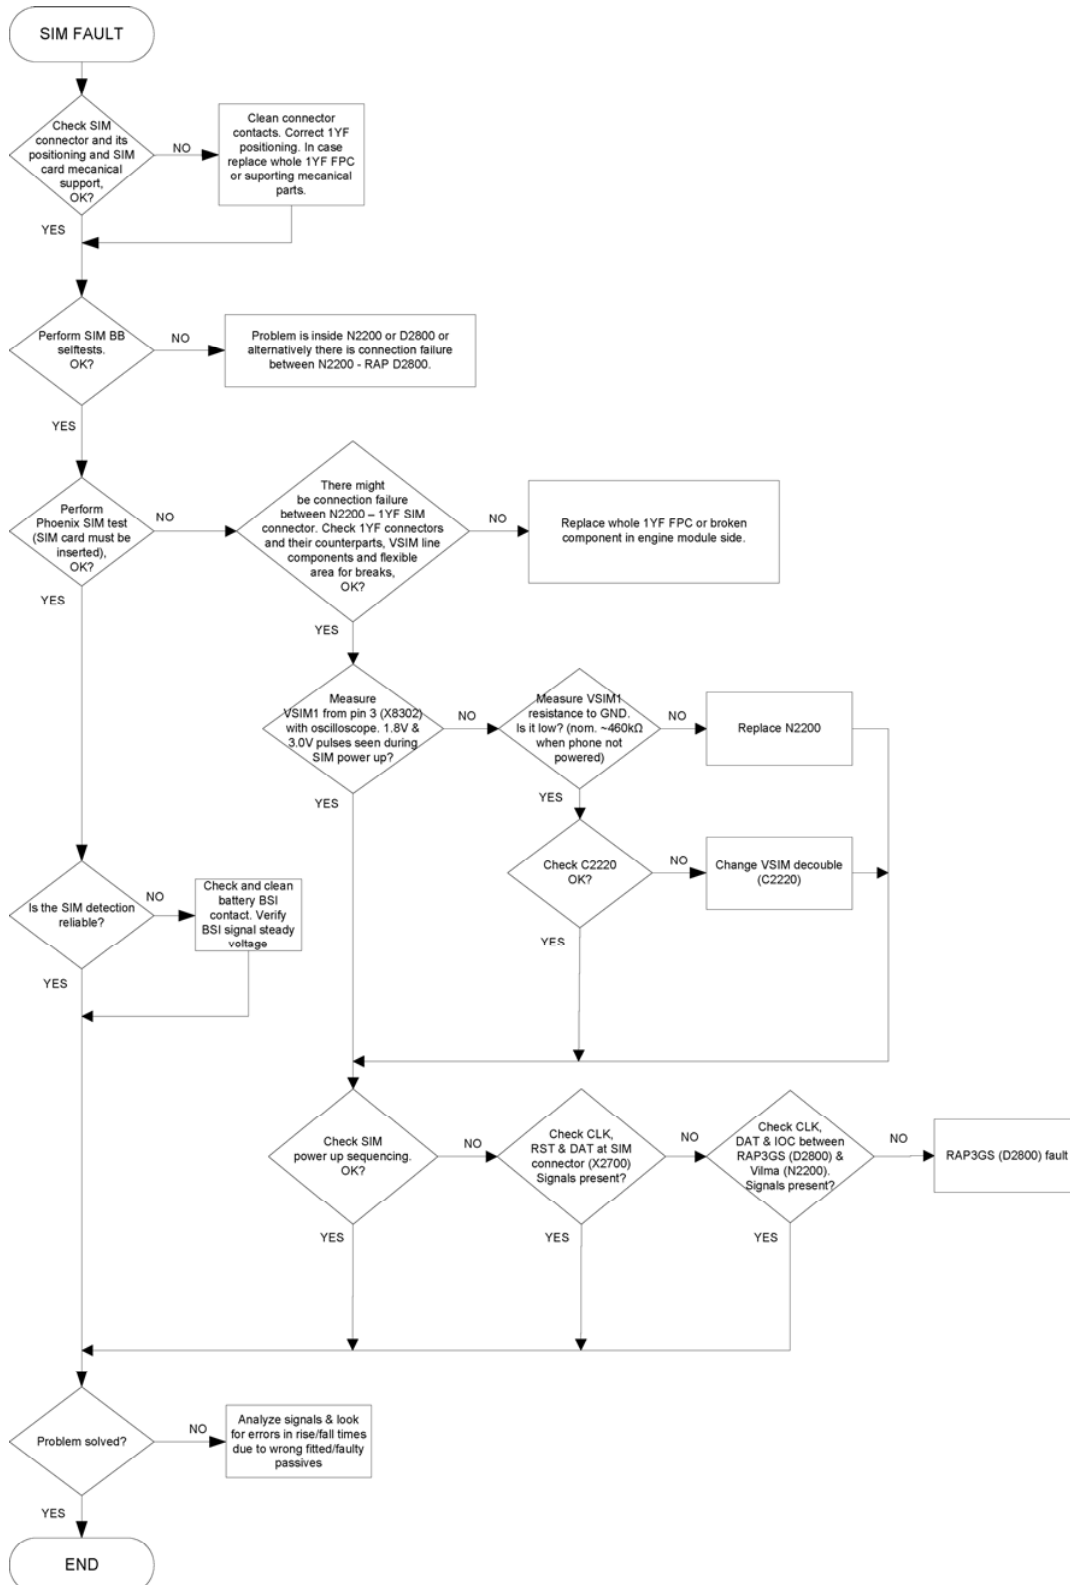 SIM FAULT
Check SIM
connector and its
positioning and SIM
card mecanical
support,
OK?
NO
Clean connector
contacts. Correct 1YF
positioning. In case
replace whole 1YF FPC
or suporting mecanical
parts.
YES
Perform SIM BB
selftests.
OK?
NO
Problem is inside N2200 or D2800 or
alternatively there is connection failure
between N2200 - RAP D2800.
YES
Perform
Phoenix SIM test
(SIM card must be
inserted),
OK?
NO
There might
be connection failure
between N2200 – 1YF SIM
connector. Check 1YF connectors
and their counterparts, VSIM line
components and flexible
area for breaks,
OK?
NO
Replace whole 1YF FPC or broken
component in engine module side.
YES
YES
Measure
VSIM1 from pin 3 (X8302)
with oscilloscope. 1.8V &
3.0V pulses seen during
SIM power up?
NO
Measure VSIM1
resistance to GND.
Is it low? (nom. ~460kΩ
when phone not
powered)
NO
Replace N2200
YES
YES
Check C2220
OK?
NO
Change VSIM decouble
(C2220)
YES
Is the SIM detection
reliable?
NO
Check and clean
battery BSI
contact. Verify
BSI signal steady
voltage
YES
Check SIM
power up sequencing.
OK?
NO
Check CLK,
RST & DAT at SIM
connector (X2700)
Signals present?
NO
Check CLK,
DAT & IOC between
RAP3GS (D2800) &
Vilma (N2200).
Signals present?
NO
RAP3GS (D2800) fault
YES
YES
YES
Problem solved?
NO
Analyze signals & look
for errors in rise/fall times
due to wrong fitted/faulty
passives
YES
END